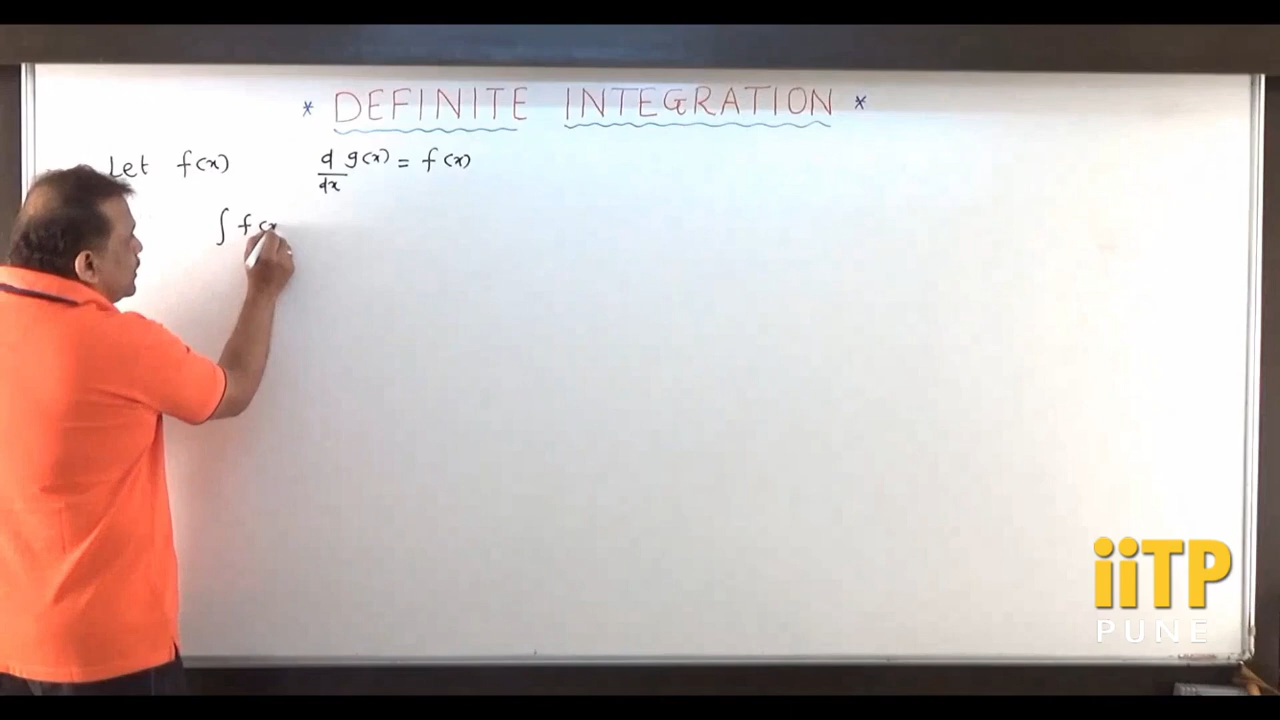 * DEFINITE INTEGRATION *
Let f(x) d/dx g(x) = f(x)
∫ f(x
iiTP
PUNE